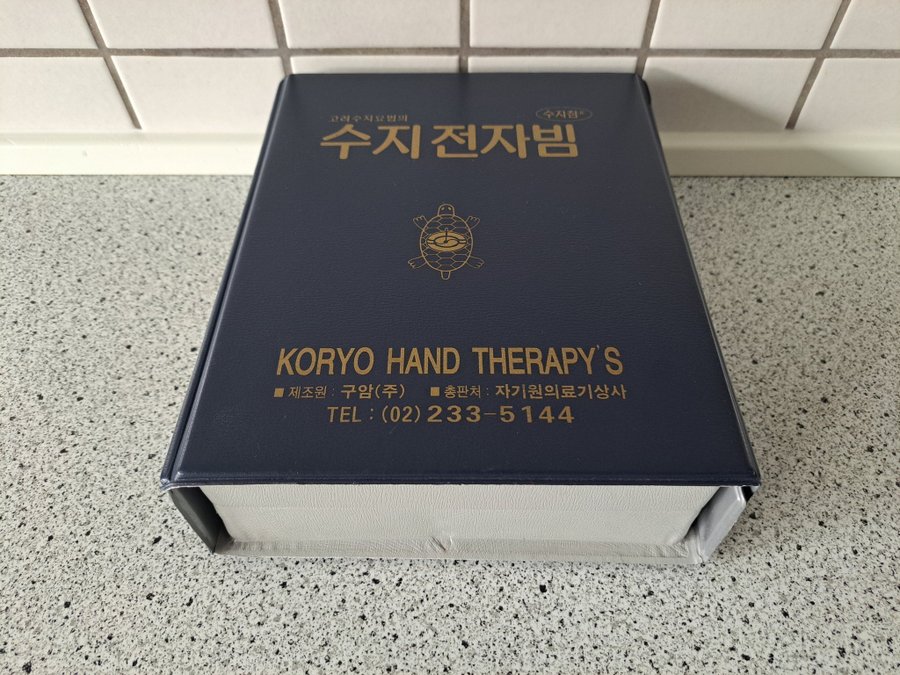 고려수지요법의
수지침®
수지전자빔
KORYO HAND THERAPY'S
■ 제조원 : 구암(주) ■ 총판처 : 자기원의료기상사
TEL : (02) 233-5144